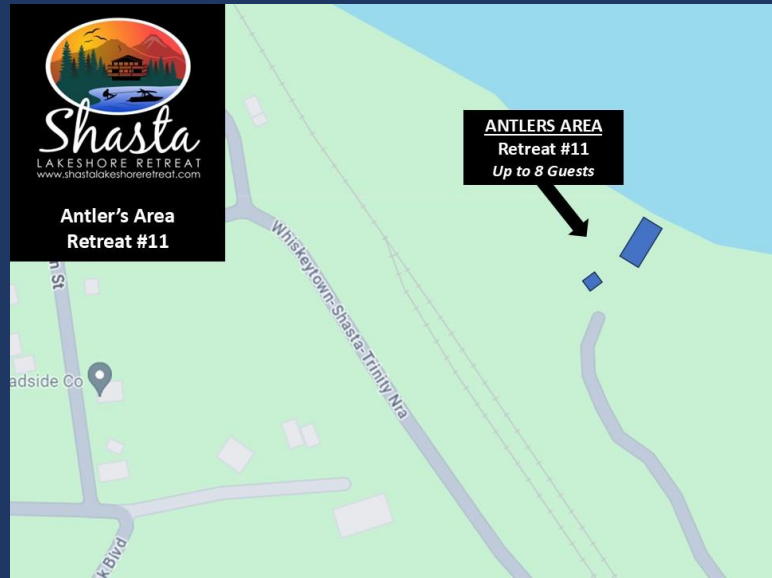 Shasta
LAKESHORE RETREAT
www.shastalakeshoreretreat.com
Antler's Area
Retreat #11
ANTLERS AREA
Retreat #11
Up to 8 Guests
Whiskeytown-Shasta-Trinity Nra
St
adside Co
k Blvd